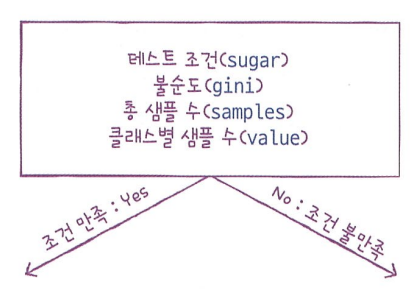 테스트 조건(sugar)
불순도(gini)
총 샘플 수(samples)
클래스별 샘플 수(value)
조건 만족 : Yes
No : 조건 불만족